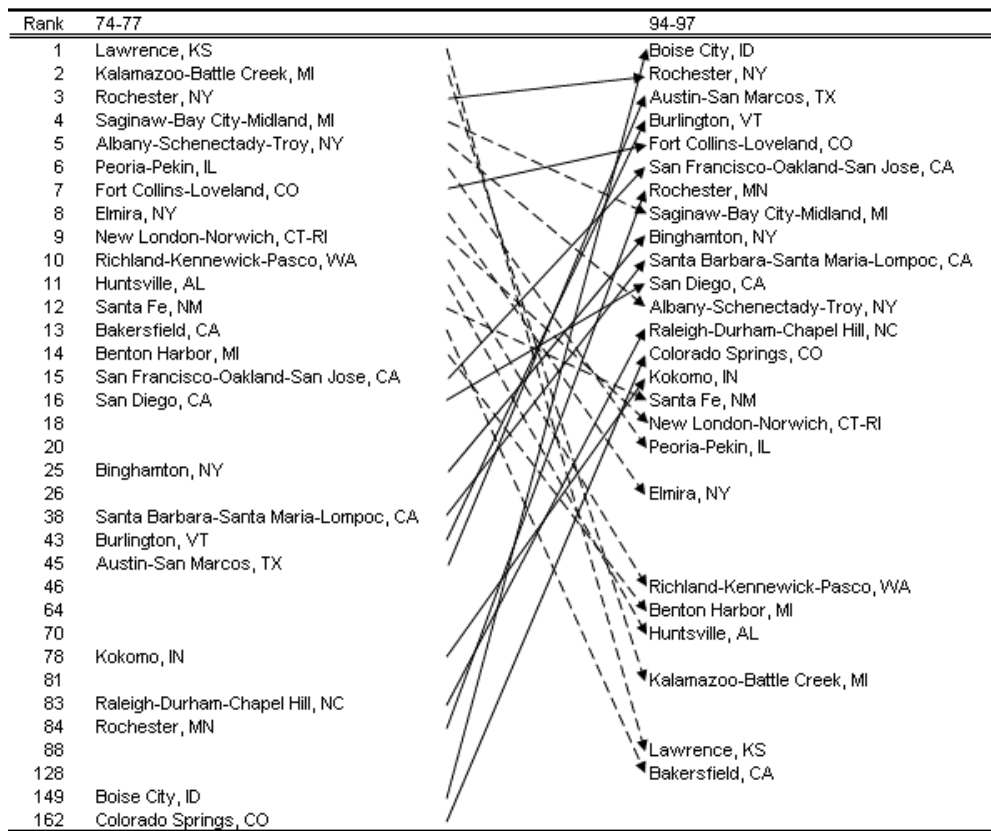 Rank 74-77 94-97
1 Lawrence, KS Boise City, ID
2 Kalamazoo-Battle Creek, MI Rochester, NY
3 Rochester, NY Austin-San Marcos, TX
4 Saginaw-Bay City-Midland, MI Burlington, VT
5 Albany-Schenectady-Troy, NY Fort Collins-Loveland, CO
6 Peoria-Pekin, IL San Francisco-Oakland-San Jose, CA
7 Fort Collins-Loveland, CO Rochester, MN
8 Elmira, NY Saginaw-Bay City-Midland, MI
9 New London-Norwich, CT-RI Binghamton, NY
10 Richland-Kennewick-Pasco, WA Santa Barbara-Santa Maria-Lompoc, CA
11 Huntsville, AL San Diego, CA
12 Santa Fe, NM Albany-Schenectady-Troy, NY
13 Bakersfield, CA Raleigh-Durham-Chapel Hill, NC
14 Benton Harbor, MI Colorado Springs, CO
15 San Francisco-Oakland-San Jose, CA Kokomo, IN
16 San Diego, CA Santa Fe, NM
18 New London-Norwich, CT-RI
20 Peoria-Pekin, IL
25 Binghamton, NY
26 Elmira, NY
38 Santa Barbara-Santa Maria-Lompoc, CA
43 Burlington, VT
45 Austin-San Marcos, TX
46 Richland-Kennewick-Pasco, WA
64 Benton Harbor, MI
70 Huntsville, AL
78 Kokomo, IN
81 Kalamazoo-Battle Creek, MI
83 Raleigh-Durham-Chapel Hill, NC
84 Rochester, MN
88 Lawrence, KS
128 Bakersfield, CA
149 Boise City, ID
162 Colorado Springs, CO